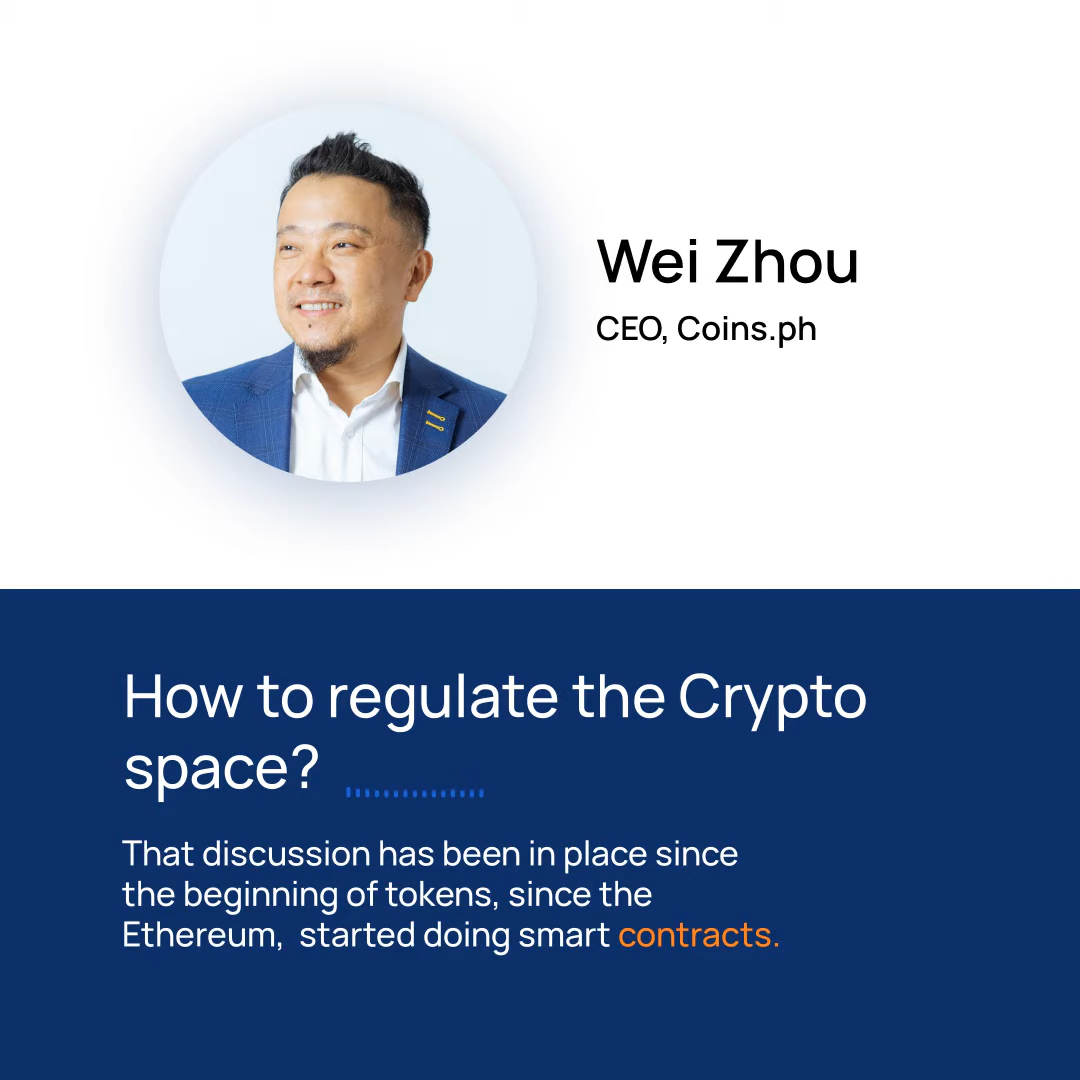 Wei Zhou
CEO, Coins.ph
How to regulate the Crypto
space?
That discussion has been in place since
the beginning of tokens, since the
Ethereum,  started doing smart contracts.